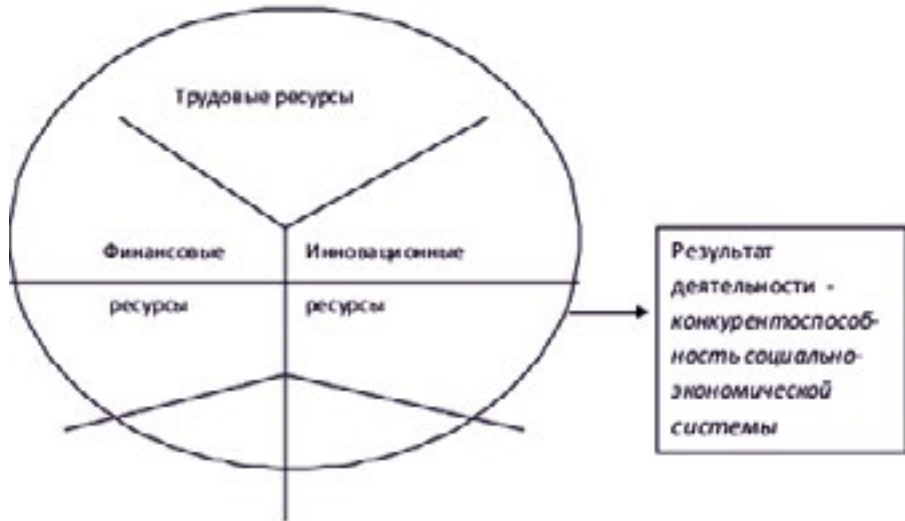 Трудовые ресурсы
Финансовые
ресурсы
Инновационные
ресурсы
Результат
деятельности -
конкурентоспособ-
ность социально-
экономической
системы